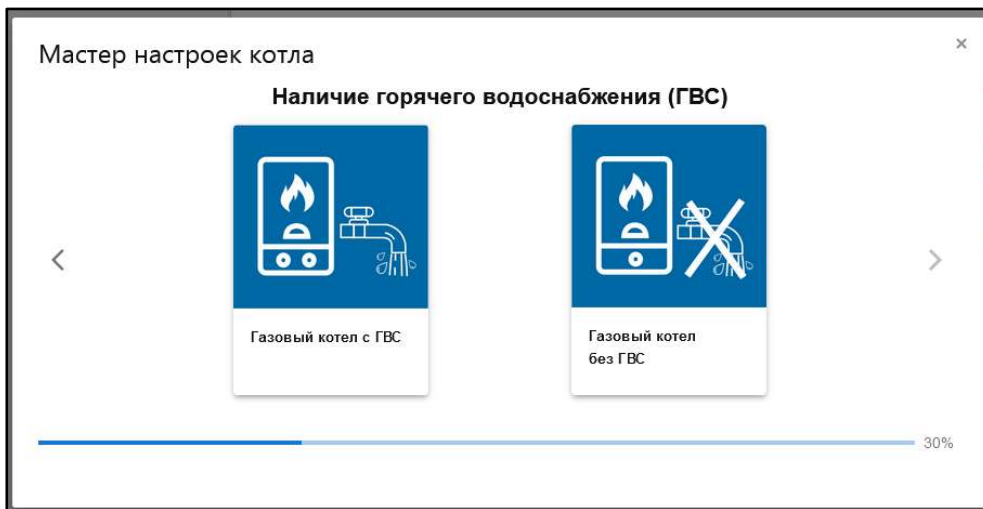 Мастер настроек котла
×
Наличие горячего водоснабжения (ГВС)
Газовый котел с ГВС
Газовый котел
без ГВС
30%